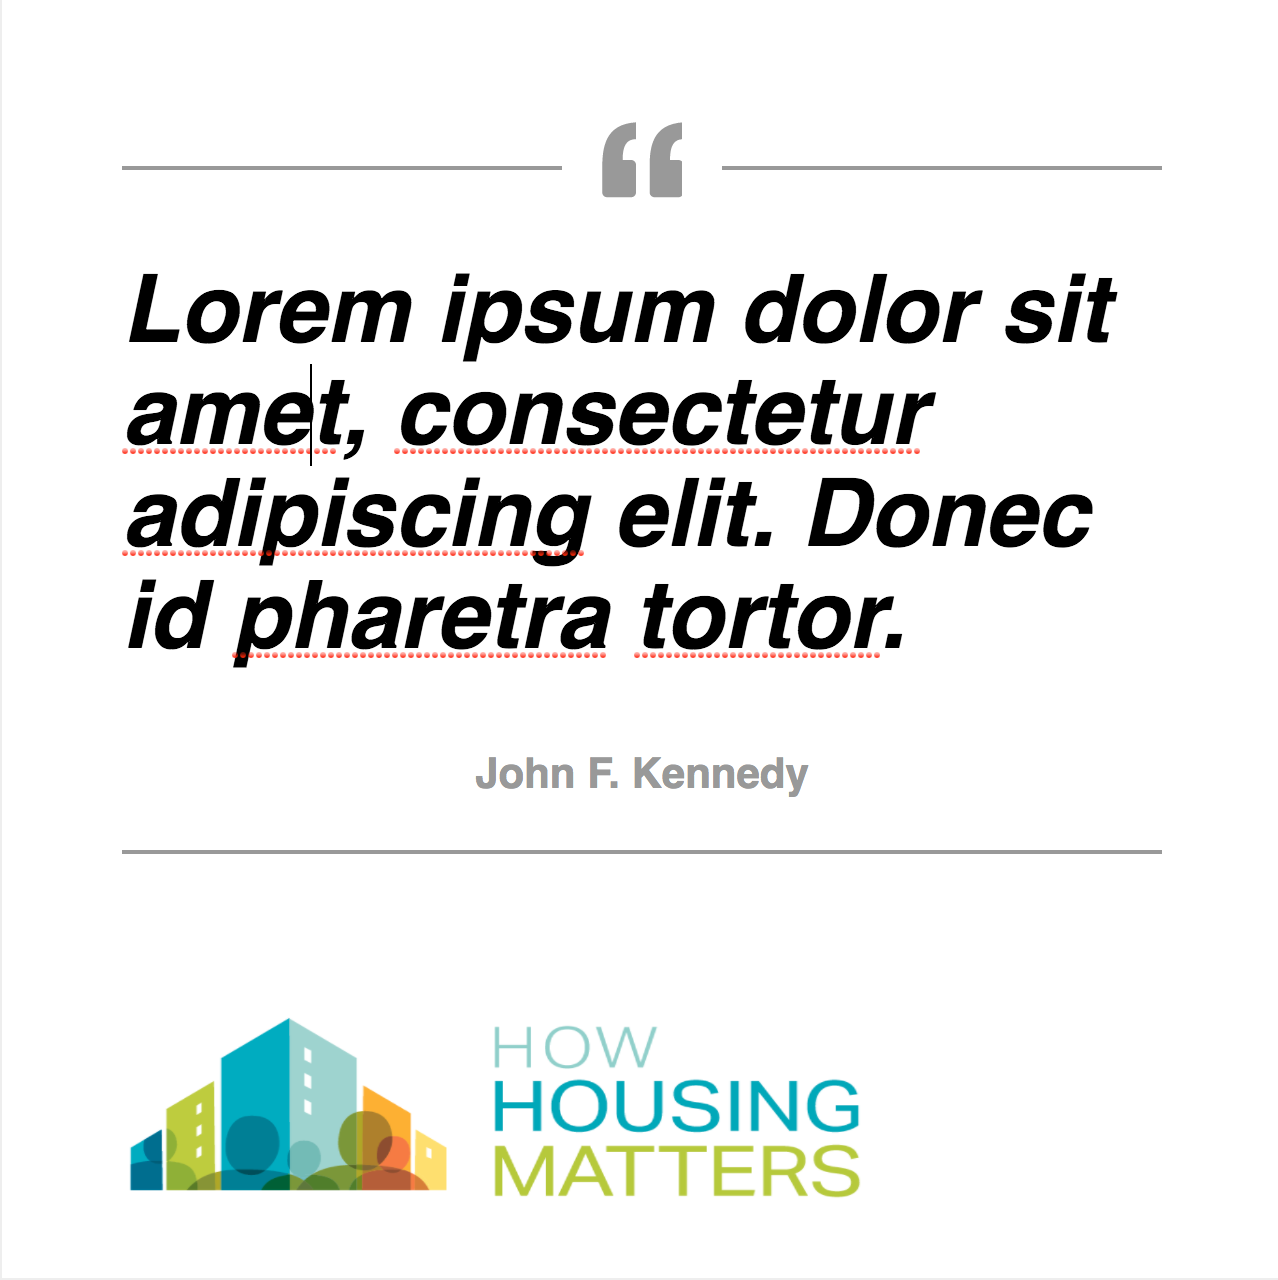 “
Lorem ipsum dolor sit
amet, consectetur
adipiscing elit. Donec
id pharetra tortor.
John F. Kennedy
HOW
HOUSING
MATTERS